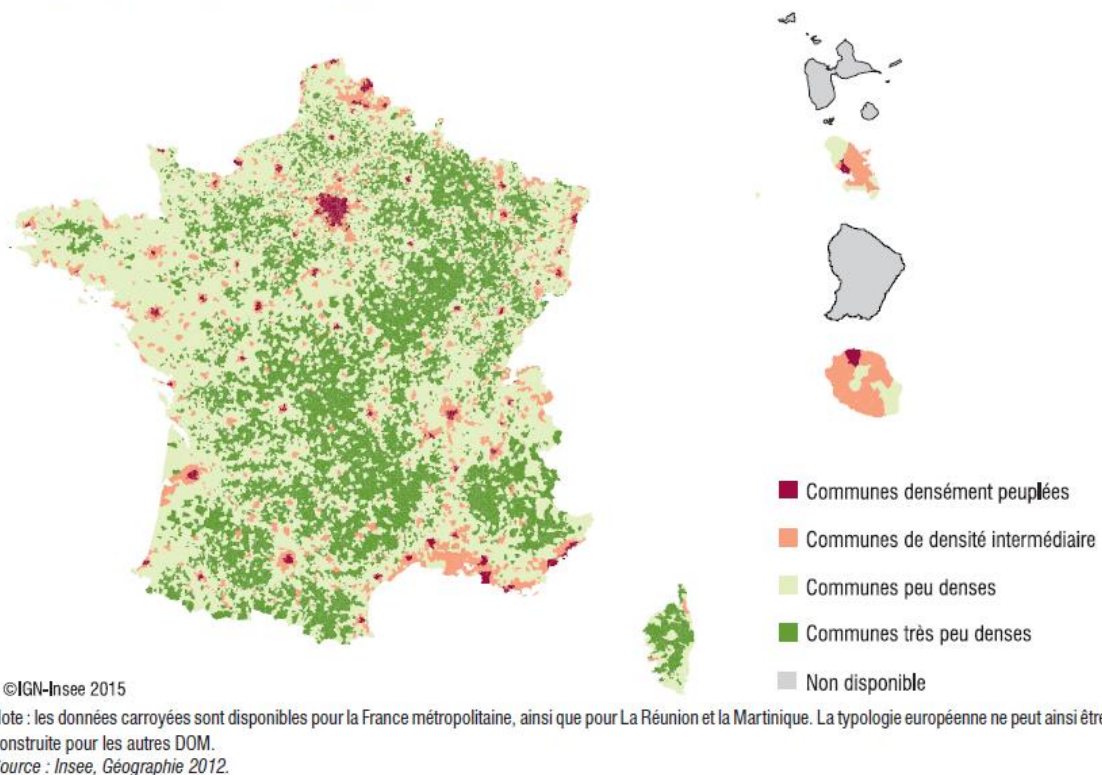 Communes densément peuplées
Communes de densité intermédiaire
Communes peu denses
Communes très peu denses
Non disponible
©IGN-Insee 2015
lote : les données carroyées sont disponibles pour la France métropolitaine, ainsi que pour La Réunion et la Martinique. La typologie européenne ne peut ainsi être
onstruite pour les autres DOM.
ource : Insee, Géographie 2012.